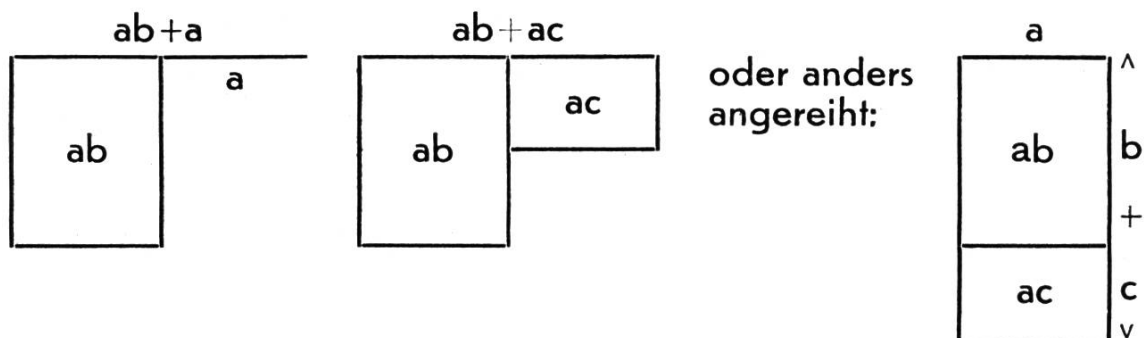 ab+a
a
ab
ab+ac
ab
ac
oder anders
angereiht:
a
ab
ac
^
b
+
c
v